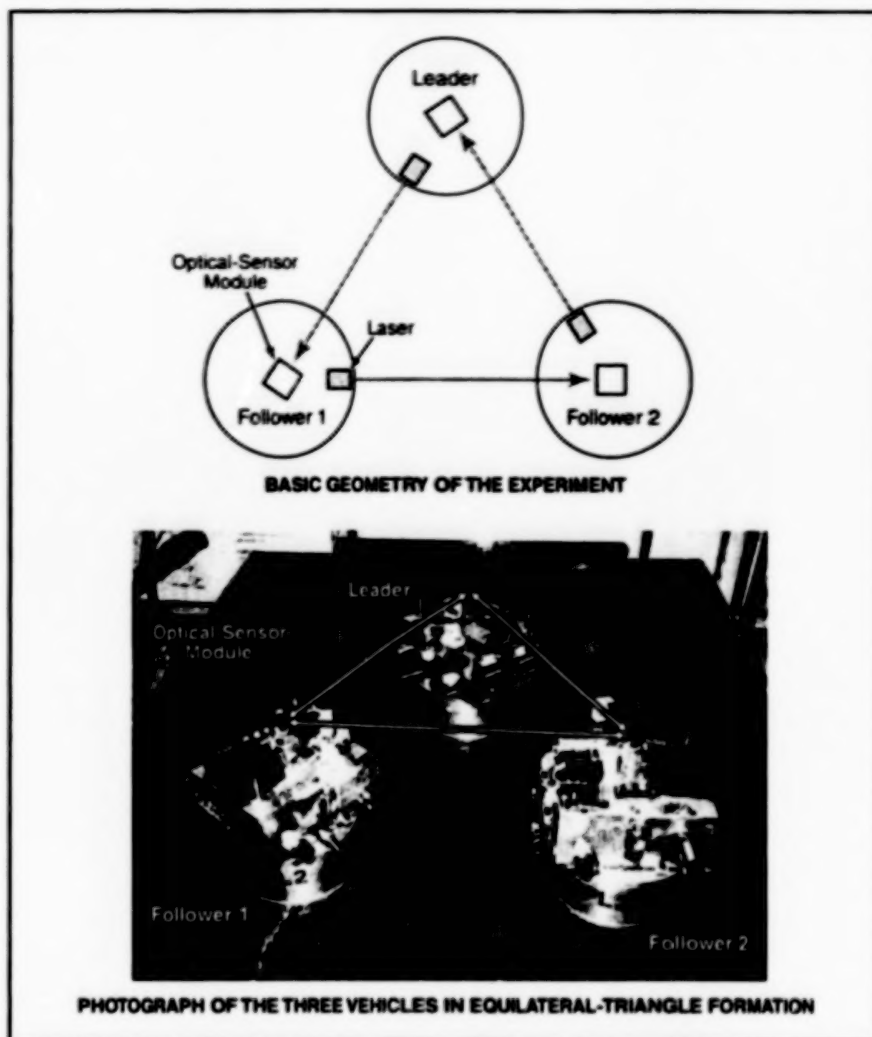 Leader
Optical-Sensor
Module
Laser
Follower 1
Follower 2
BASIC GEOMETRY OF THE EXPERIMENT
Leader
Optical Sensor
Module
2
Follower 1
Follower 2
PHOTOGRAPH OF THE THREE VEHICLES IN EQUILATERAL-TRIANGLE FORMATION